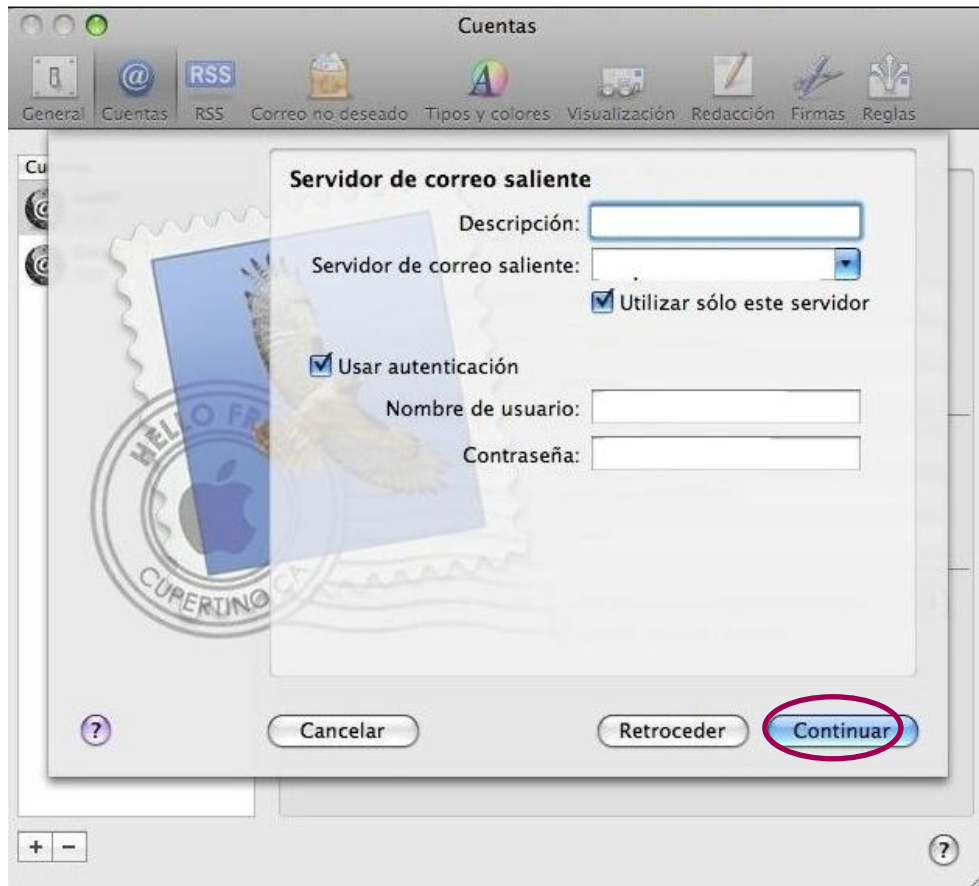 Cuentas
General Cuentas RSS Correo no deseado Tipos y colores Visualización Redacción Firmas Reglas
RSS
Cu
Servidor de correo saliente
Descripción:
Servidor de correo saliente:
Utilizar sólo este servidor
Usar autenticación
Nombre de usuario:
Contraseña:
HELLO FR
CUPERTINO CA
? Cancelar Retroceder Continuar
+ − ?